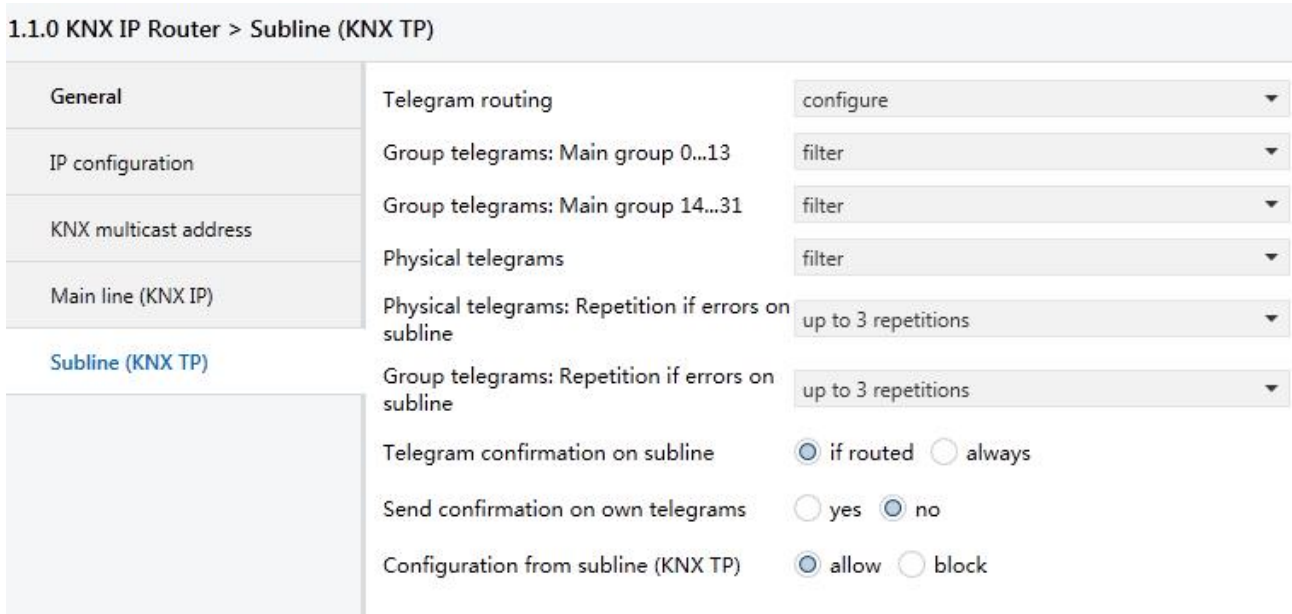 1.1.0 KNX IP Router > Subline (KNX TP)
General
IP configuration
KNX multicast address
Main line (KNX IP)
Subline (KNX TP)
Telegram routing configure
Group telegrams: Main group 0...13 filter
Group telegrams: Main group 14...31 filter
Physical telegrams filter
Physical telegrams: Repetition if errors on
subline up to 3 repetitions
Group telegrams: Repetition if errors on
subline up to 3 repetitions
Telegram confirmation on subline if routed always
Send confirmation on own telegrams yes no
Configuration from subline (KNX TP) allow block